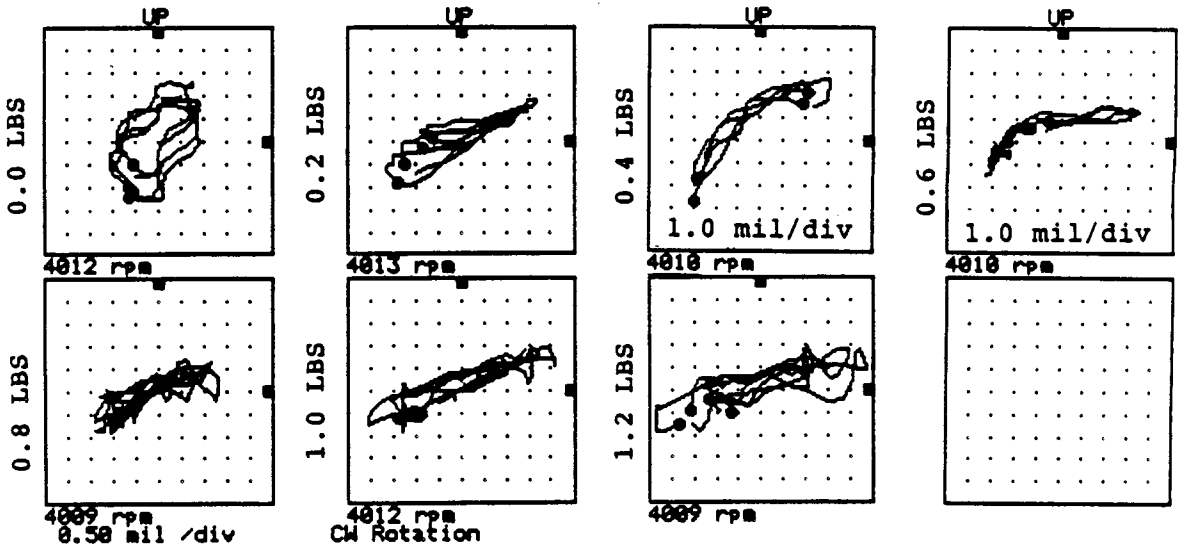 UP UP UP UP
0.0 LBS
0.2 LBS
0.4 LBS
0.6 LBS
1.0 mil/div 1.0 mil/div
4012 rpm 4013 rpm 4010 rpm 4010 rpm
0.8 LBS
1.0 LBS
1.2 LBS
4009 rpm 4012 rpm 4009 rpm
0.50 mil /div CW Rotation